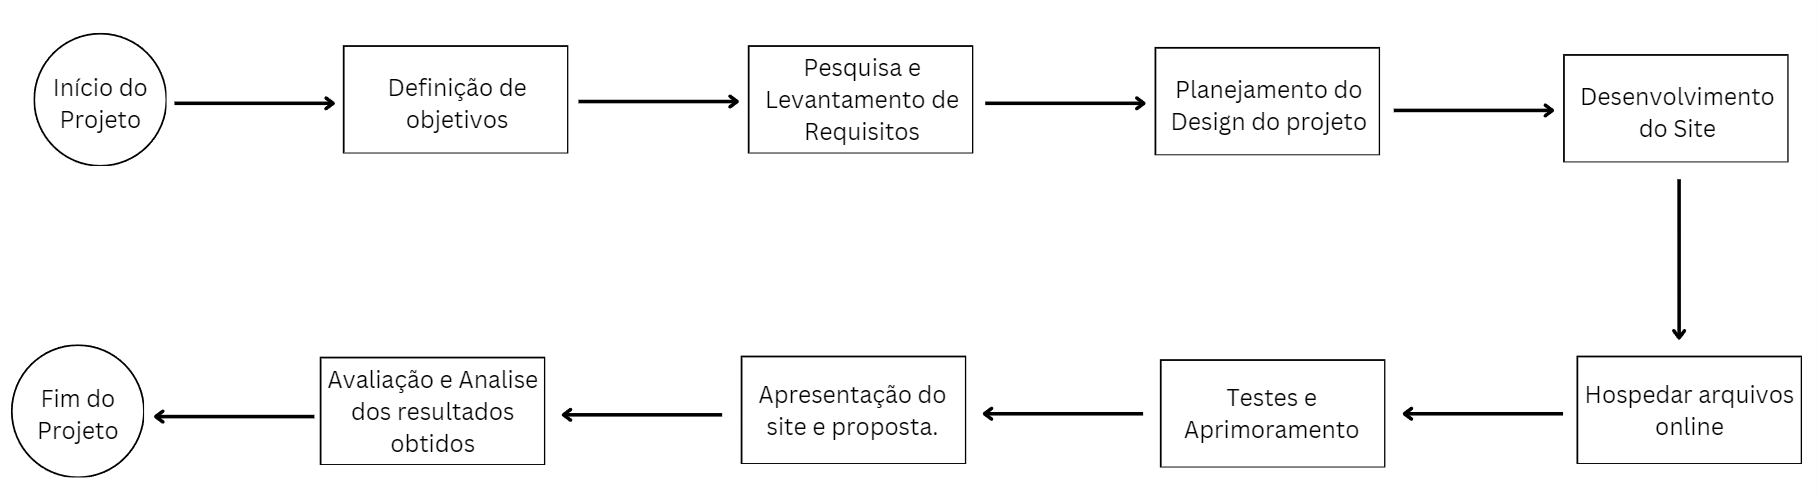 Início do
Projeto
Definição de
objetivos
Pesquisa e
Levantamento de
Requisitos
Planejamento do
Design do projeto
Desenvolvimento
do Site
Hospedar arquivos
online
Testes e
Aprimoramento
Apresentação do
site e proposta.
Avaliação e Analise
dos resultados
obtidos
Fim do
Projeto